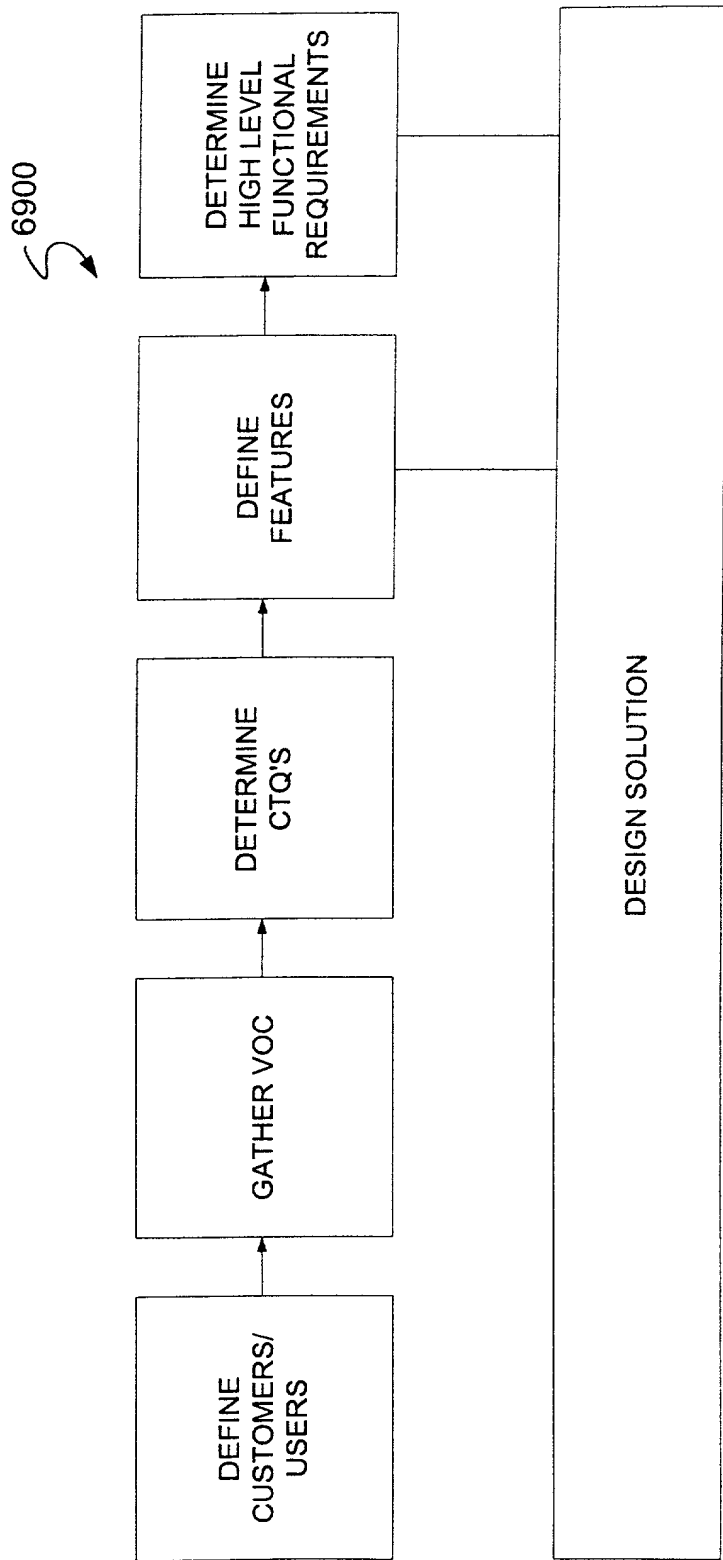 6900
DEFINE
CUSTOMERS/
USERS
GATHER VOC
DETERMINE
CTQ'S
DEFINE
FEATURES
DETERMINE
HIGH LEVEL
FUNCTIONAL
REQUIREMENTS
DESIGN SOLUTION